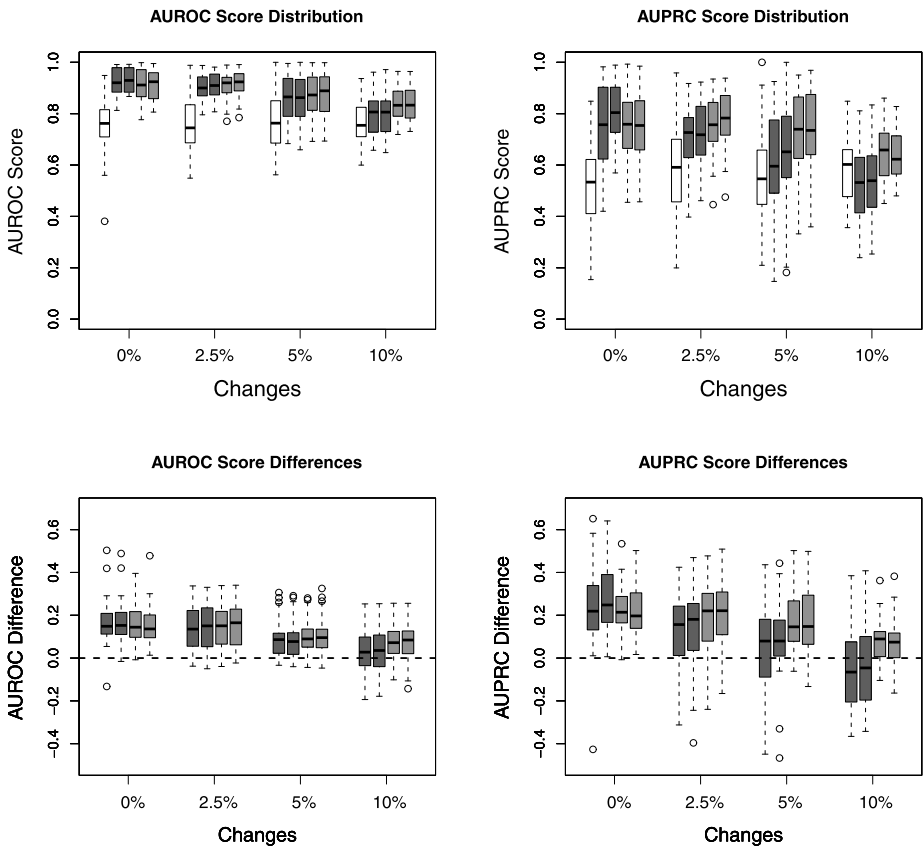 AUROC Score Distribution
AUROC Score
1.0
0.8
0.6
0.4
0.2
0.0
0% 2.5% 5% 10%
Changes
AUPRC Score Distribution
AUPRC Score
1.0
0.8
0.6
0.4
0.2
0.0
0% 2.5% 5% 10%
Changes
AUROC Score Differences
AUROC Difference
0.6
0.4
0.2
0.0
−0.2
−0.4
0% 2.5% 5% 10%
Changes
AUPRC Score Differences
AUPRC Difference
0.6
0.4
0.2
0.0
−0.2
−0.4
0% 2.5% 5% 10%
Changes